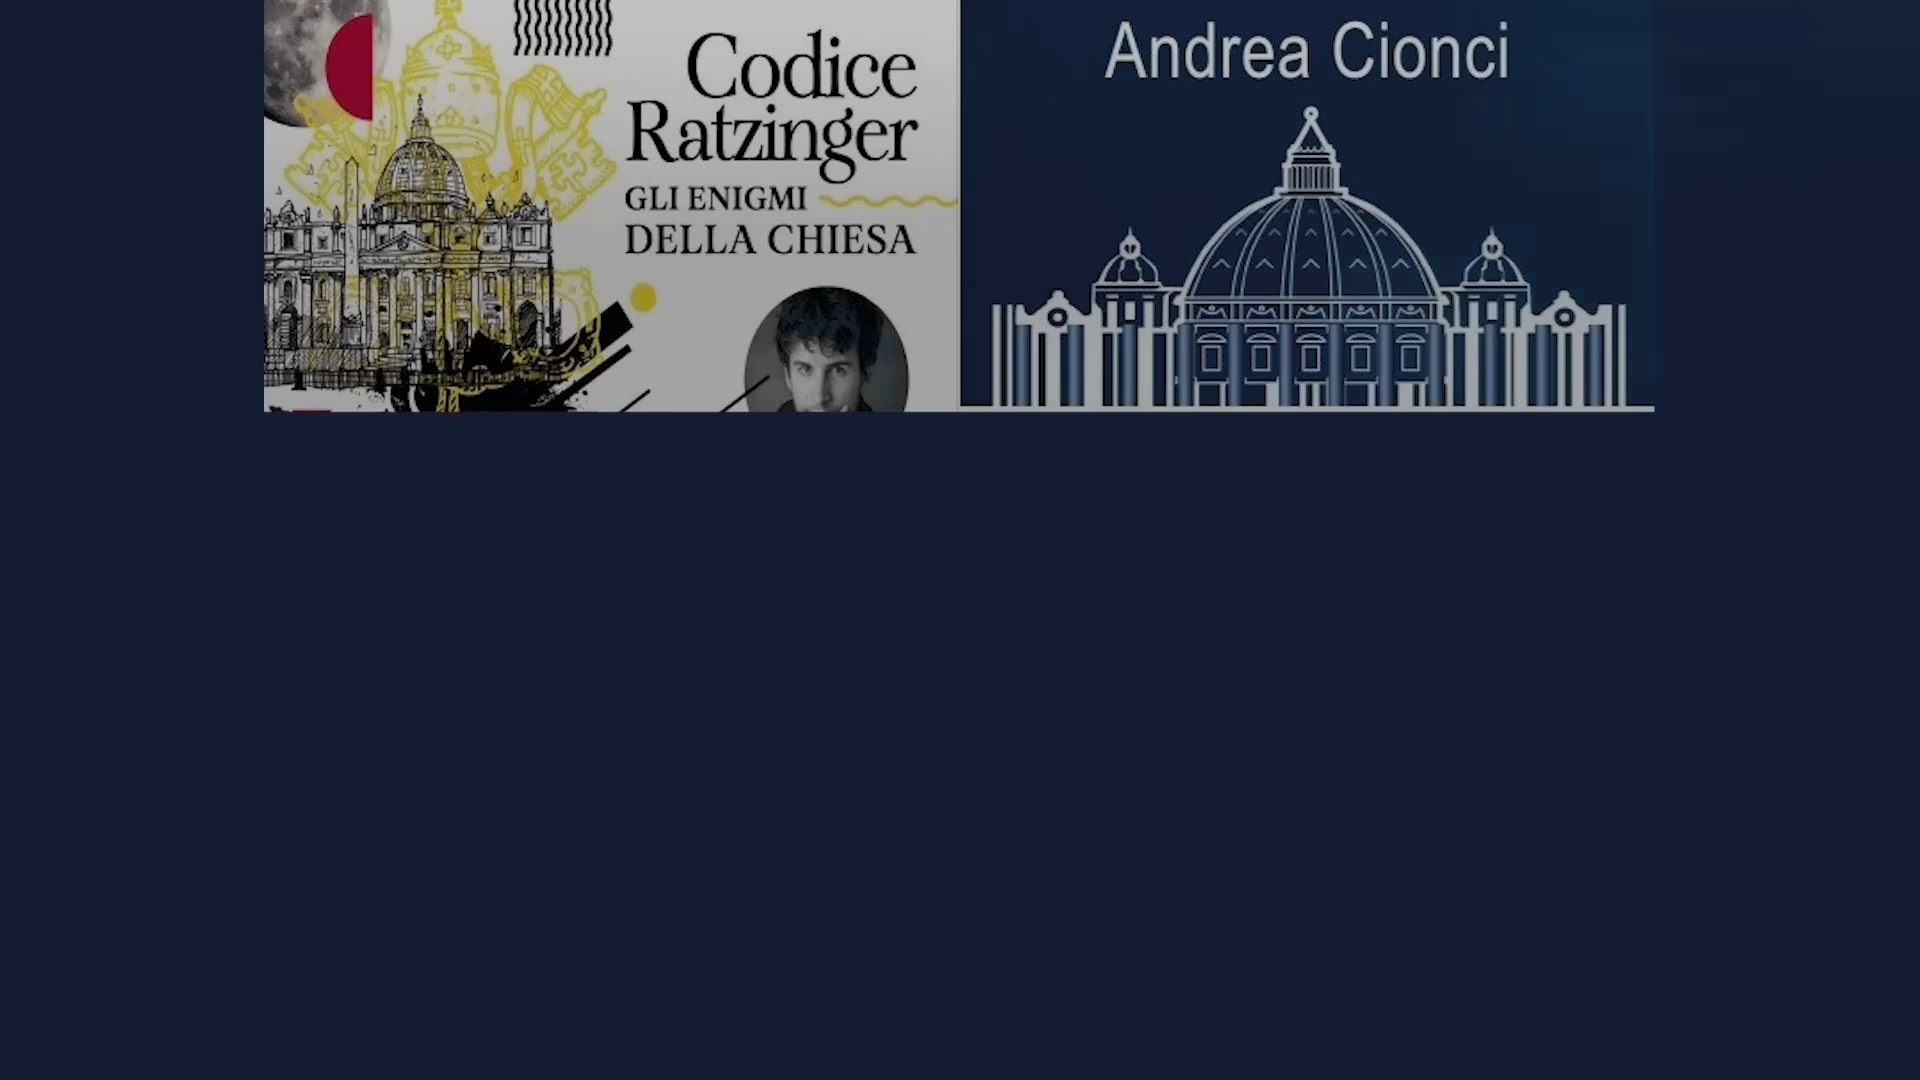 Codice
Ratzinger
GLI ENIGMI
DELLA CHIESA
Andrea Cionci